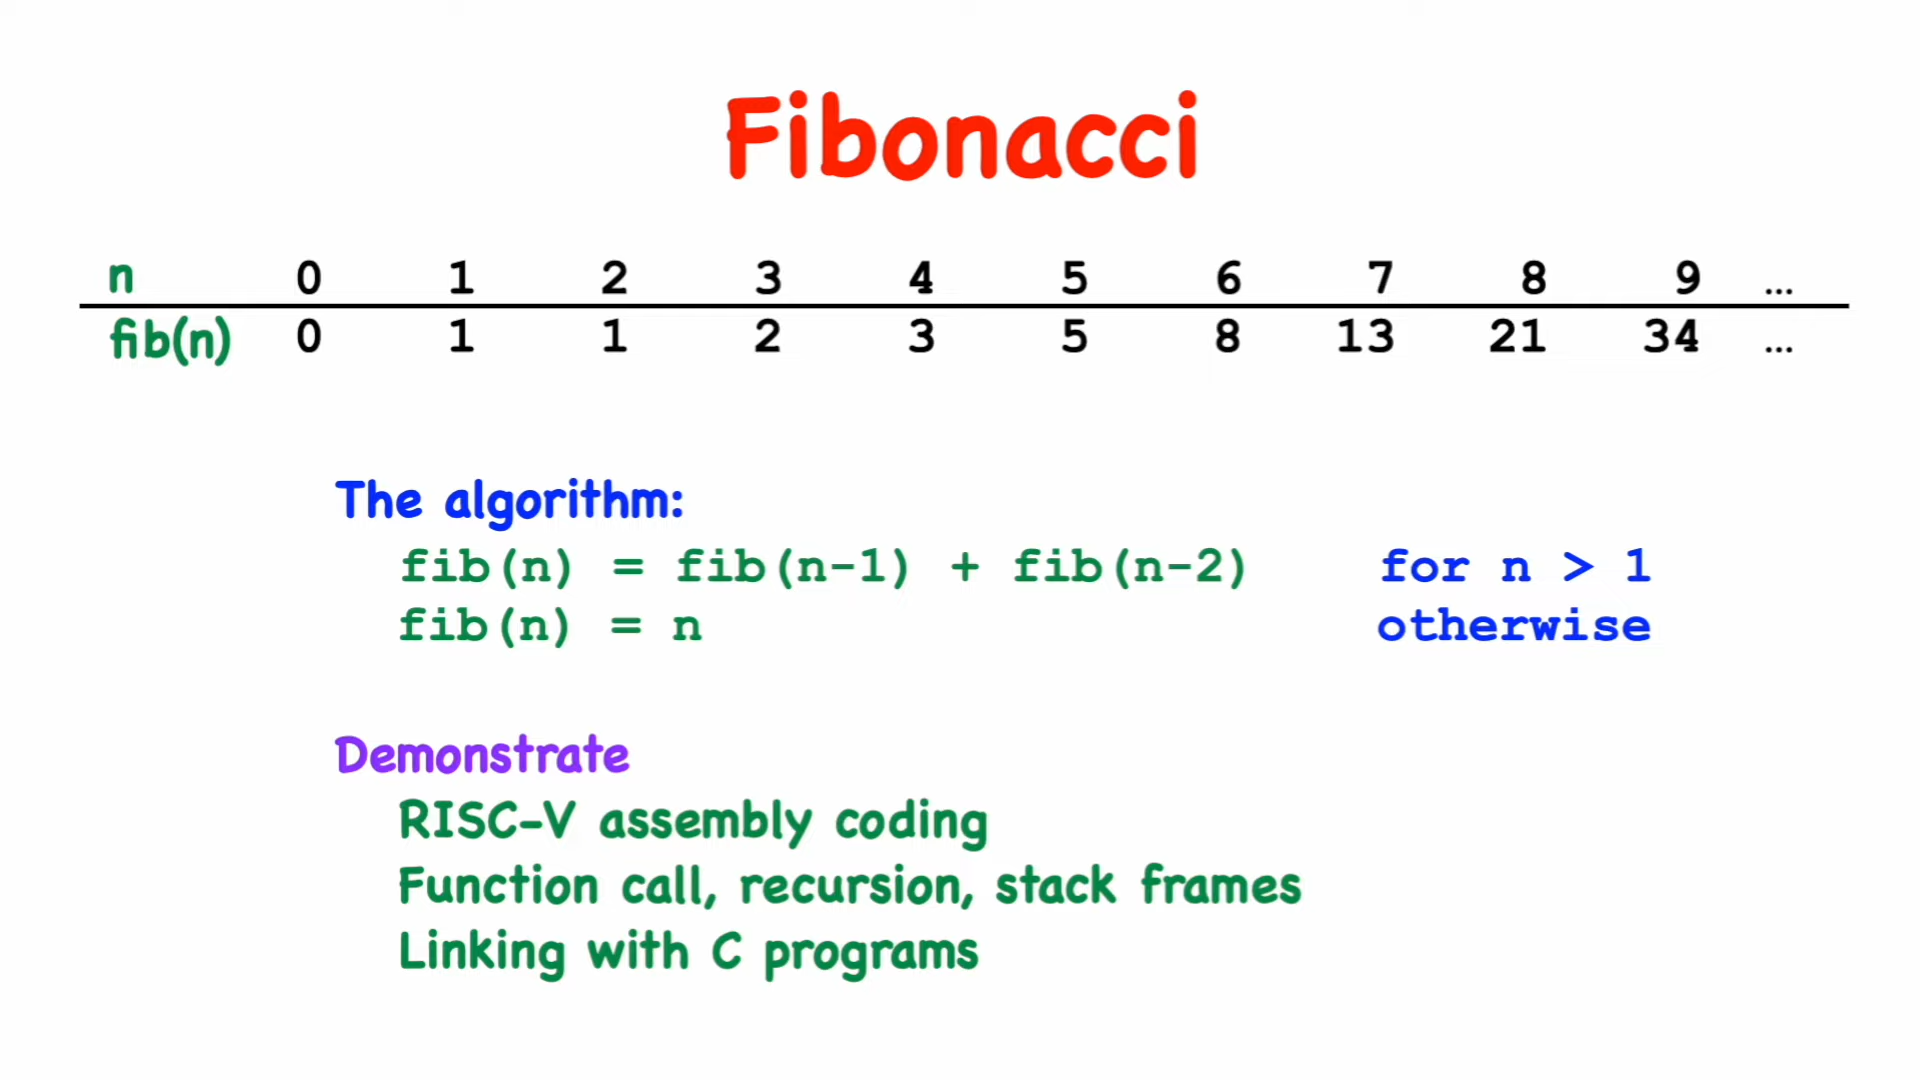 Fibonacci
n 0 1 2 3 4 5 6 7 8 9 ...
fib(n) 0 1 1 2 3 5 8 13 21 34 ...
The algorithm:
fib(n) = fib(n-1) + fib(n-2) for n > 1
fib(n) = n otherwise
Demonstrate
RISC-V assembly coding
Function call, recursion, stack frames
Linking with C programs